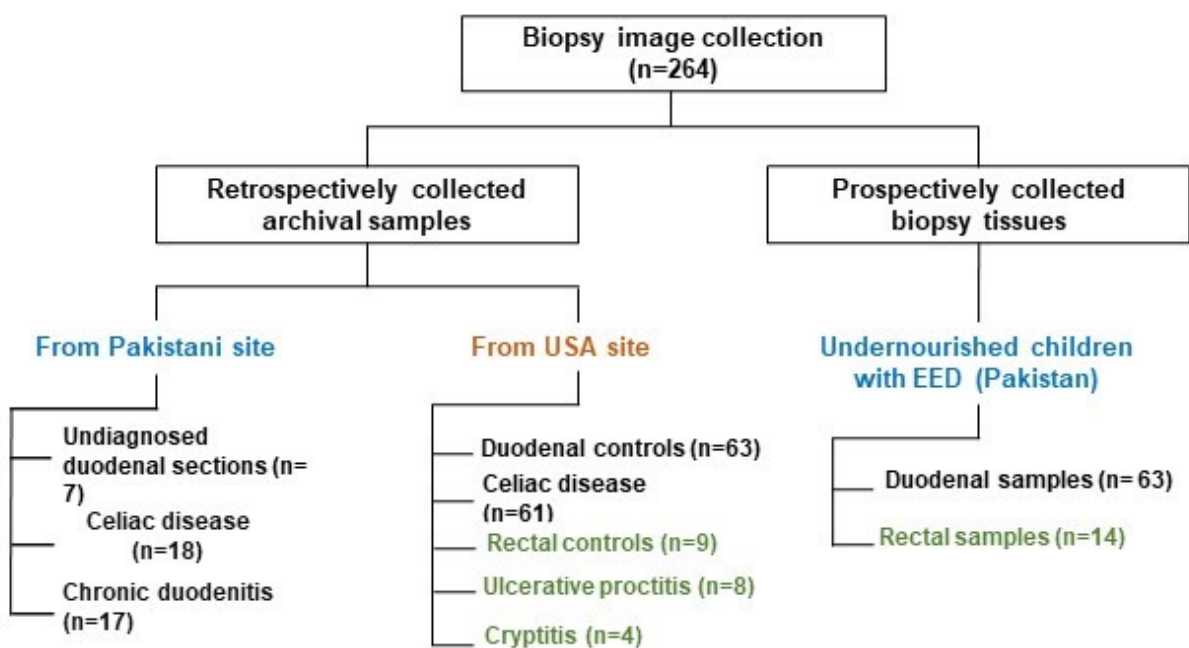 Biopsy image collection
(n=264)
Retrospectively collected
archival samples
Prospectively collected
biopsy tissues
From Pakistani site
From USA site
Undernourished children
with EED (Pakistan)
Undiagnosed
duodenal sections (n=
7)
Celiac disease
(n=18)
Chronic duodenitis
(n=17)
Duodenal controls (n=63)
Celiac disease
(n=61)
Rectal controls (n=9)
Ulcerative proctitis (n=8)
Cryptitis (n=4)
Duodenal samples (n= 63)
Rectal samples (n=14)